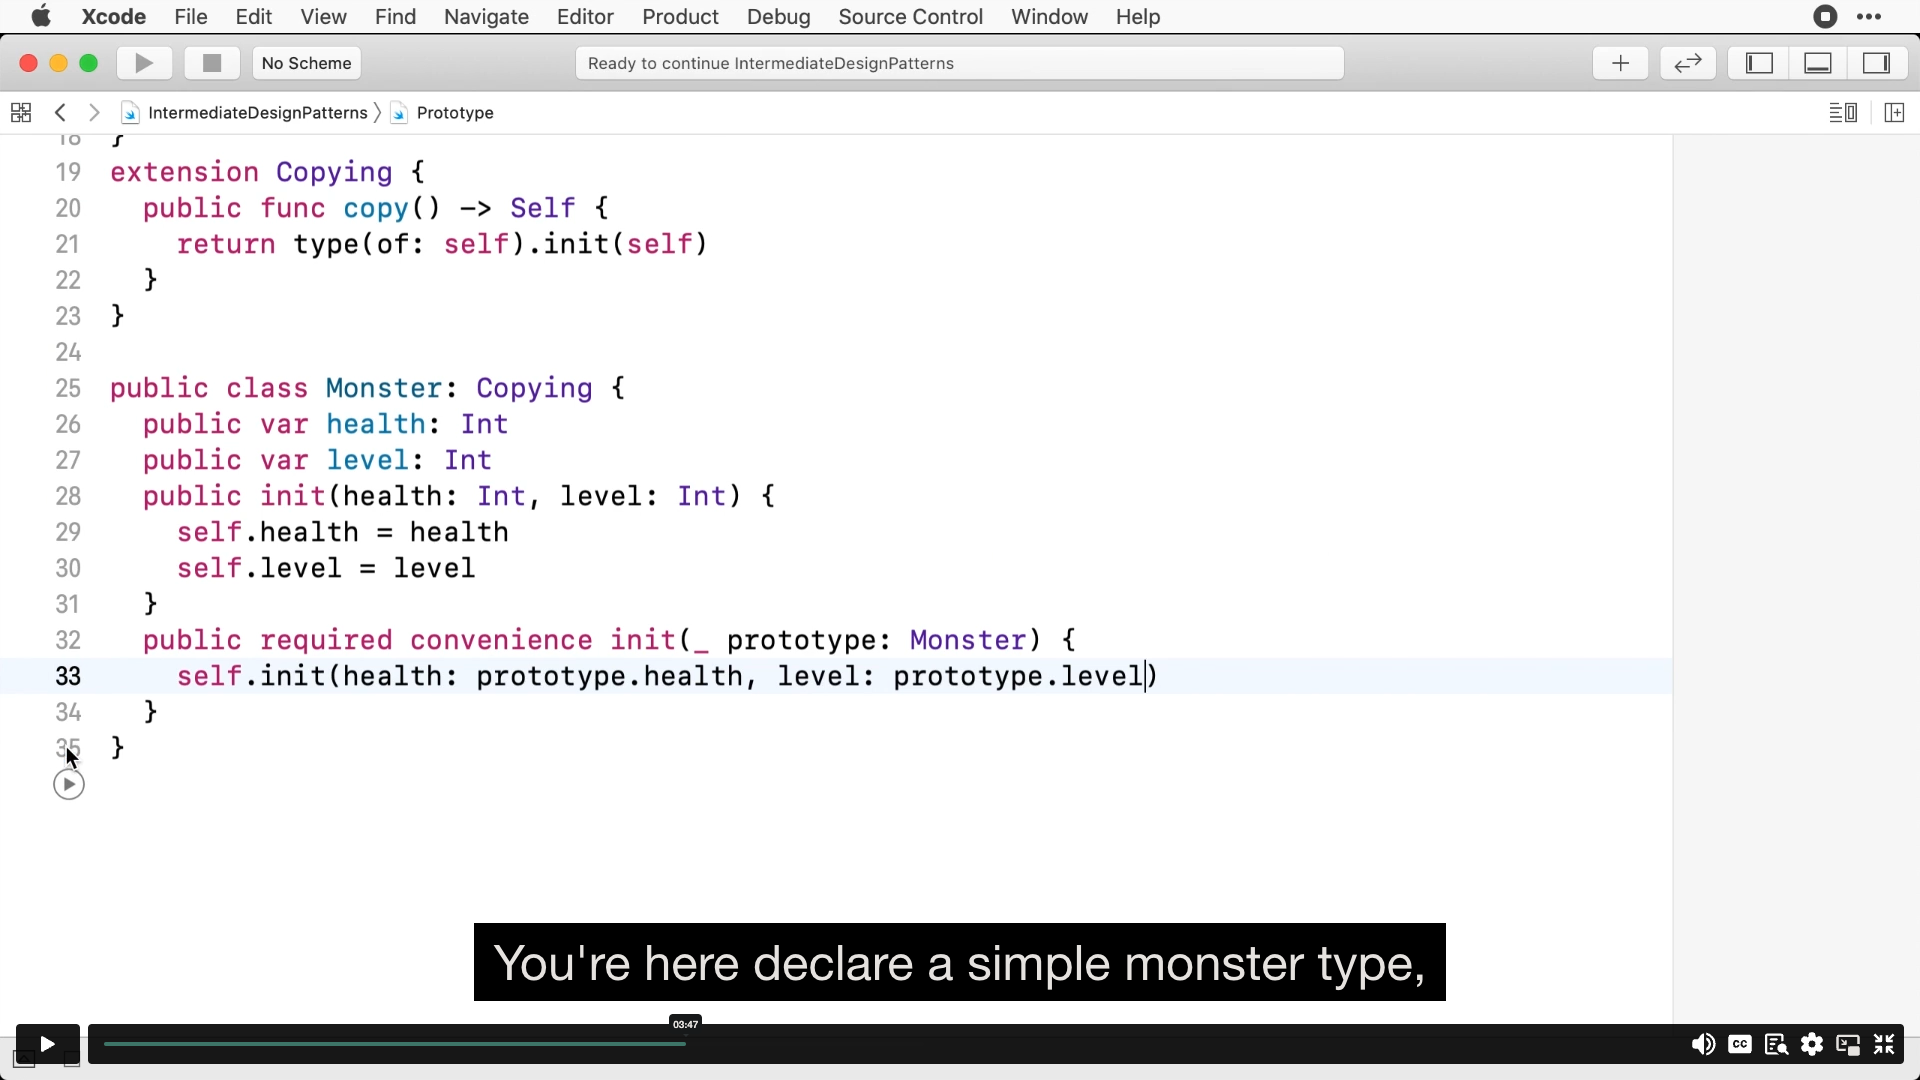 Xcode File Edit View Find Navigate Editor Product Debug Source Control Window Help
No Scheme
Ready to continue IntermediateDesignPatterns
IntermediateDesignPatterns
Prototype
18 }
19 extension Copying {
20 public func copy() -> Self {
21 return type(of: self).init(self)
22 }
23 }
24
25 public class Monster: Copying {
26 public var health: Int
27 public var level: Int
28 public init(health: Int, level: Int) {
29 self.health = health
30 self.level = level
31 }
32 public required convenience init(_ prototype: Monster) {
33 self.init(health: prototype.health, level: prototype.level)
34 }
35 }
You're here declare a simple monster type,
03:47
CC